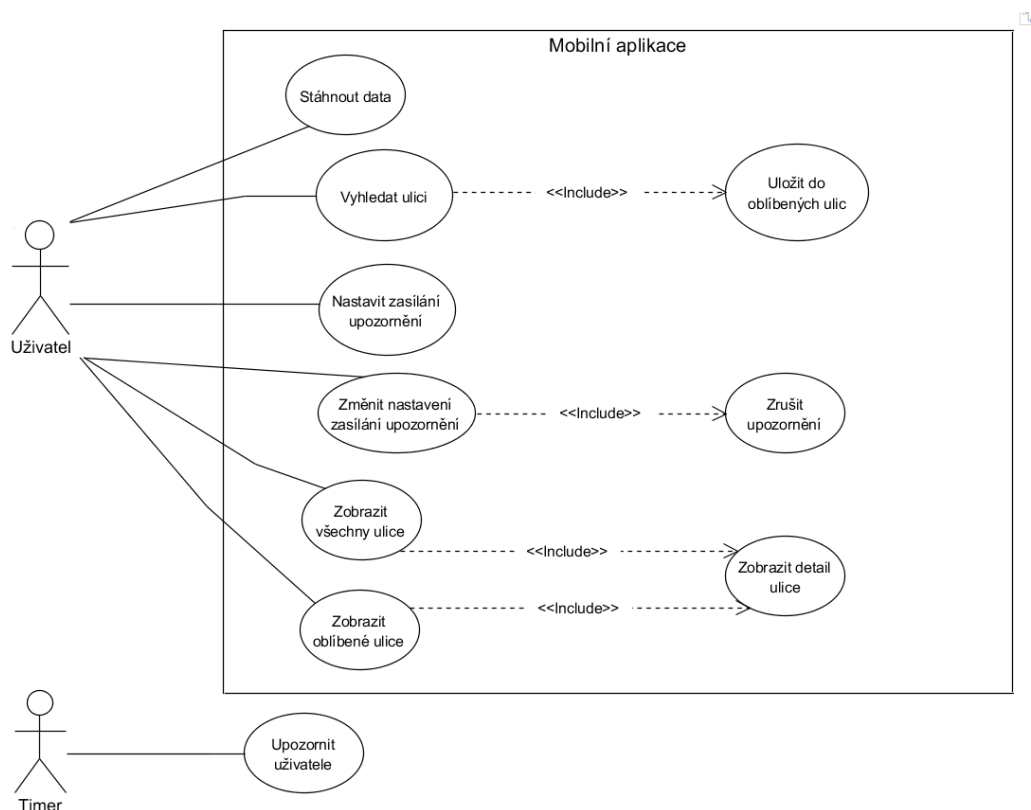 Mobilní aplikace
Stáhnout data
Vyhledat ulici
<<Include>>
Uložit do
oblíbených ulic
Nastavit zasílání
upozornění
Uživatel
Změnit nastavení
zasílání upozornění
<<Include>>
Zrušit
upozornění
Zobrazit
všechny ulice
<<Include>>
Zobrazit detail
ulice
<<Include>>
Zobrazit
oblíbené ulice
Upozornit
uživatele
Timer